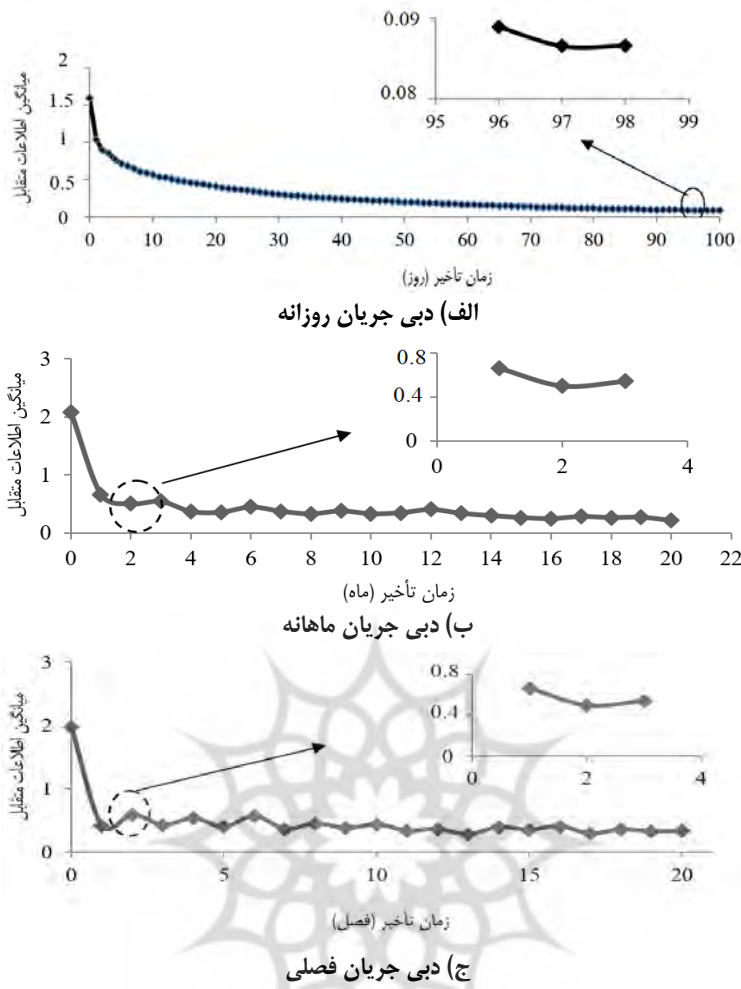 میانگین اطلاعات متقابل
2
1.5
1
0.5
0
0 10 20 30 40 50 60 70 80 90 100
0.09
0.08
95 96 97 98 99
زمان تأخیر (روز)
الف) دبی جریان روزانه
میانگین اطلاعات متقابل
3
2
1
0
0 2 4 6 8 10 12 14 16 18 20 22
0.8
0.4
0
0 2 4
زمان تأخیر (ماه)
ب) دبی جریان ماهانه
میانگین اطلاعات متقابل
3
2
1
0
0 5 10 15 20
0.8
0.4
0
0 2 4
زمان تأخیر (فصل)
ج) دبی جریان فصلی